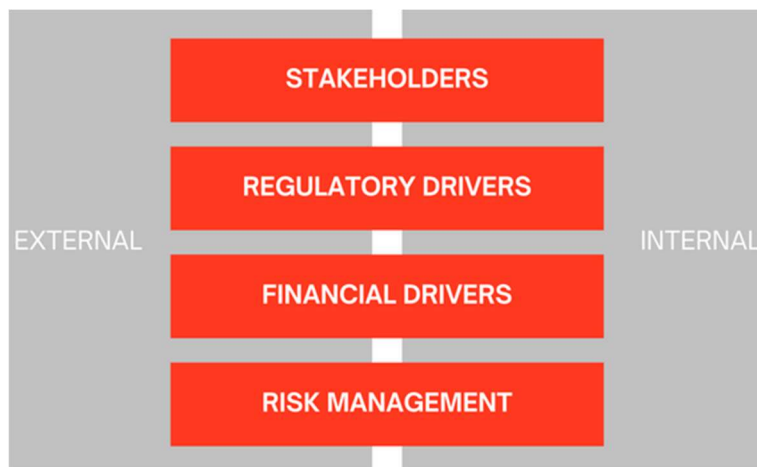 STAKEHOLDERS
REGULATORY DRIVERS
EXTERNAL
INTERNAL
FINANCIAL DRIVERS
RISK MANAGEMENT